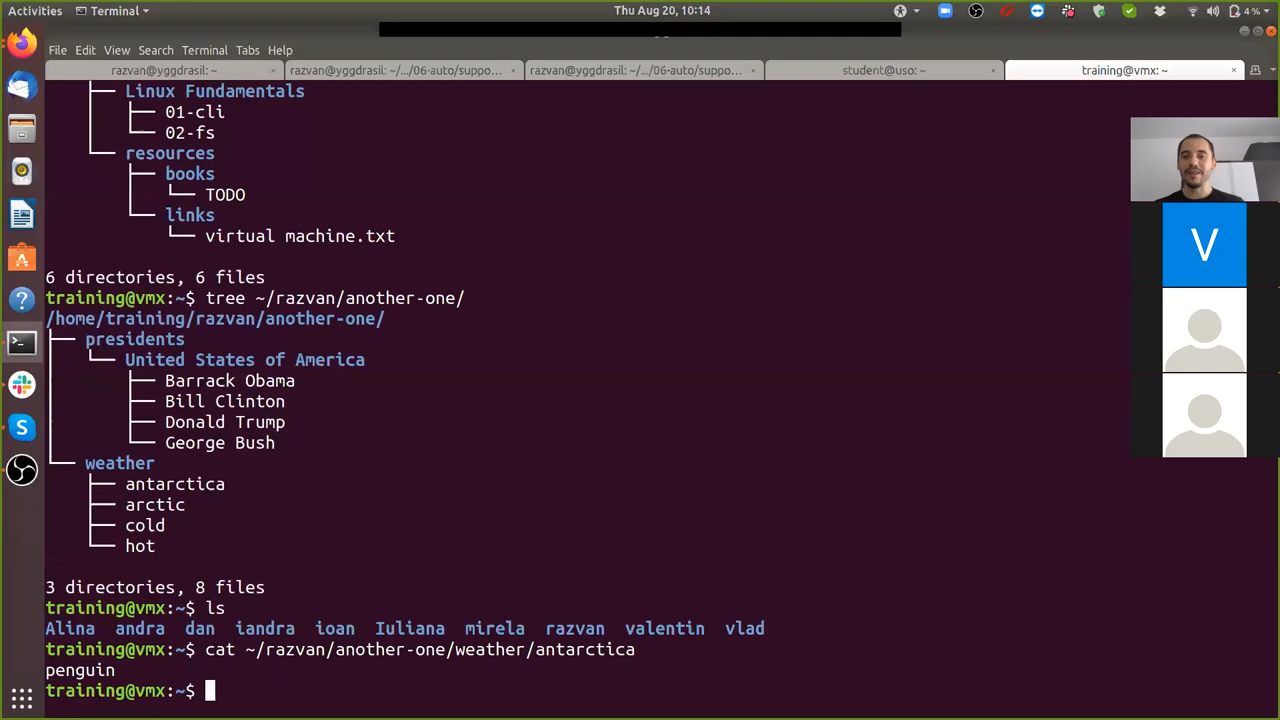 Activities Terminal Thu Aug 20, 10:14 4 %
File Edit View Search Terminal Tabs Help
razvan@yggdrasil: ~ × razvan@yggdrasil: ~/.../06-auto/suppo... × razvan@yggdrasil: ~/.../06-auto/suppo... × student@uso: ~ × training@vmx: ~ ×
├── Linux Fundamentals
│   ├── 01-cli
│   └── 02-fs
└── resources
    ├── books
    │   └── TODO
    └── links
        └── virtual machine.txt
6 directories, 6 files
training@vmx:~$ tree ~/razvan/another-one/
/home/training/razvan/another-one/
├── presidents
│   └── United States of America
│       ├── Barrack Obama
│       ├── Bill Clinton
│       ├── Donald Trump
│       └── George Bush
└── weather
    ├── antarctica
    ├── arctic
    ├── cold
    └── hot
3 directories, 8 files
training@vmx:~$ ls
Alina andra dan iandra ioan Iuliana mirela razvan valentin vlad
training@vmx:~$ cat ~/razvan/another-one/weather/antarctica
penguin
training@vmx:~$
V